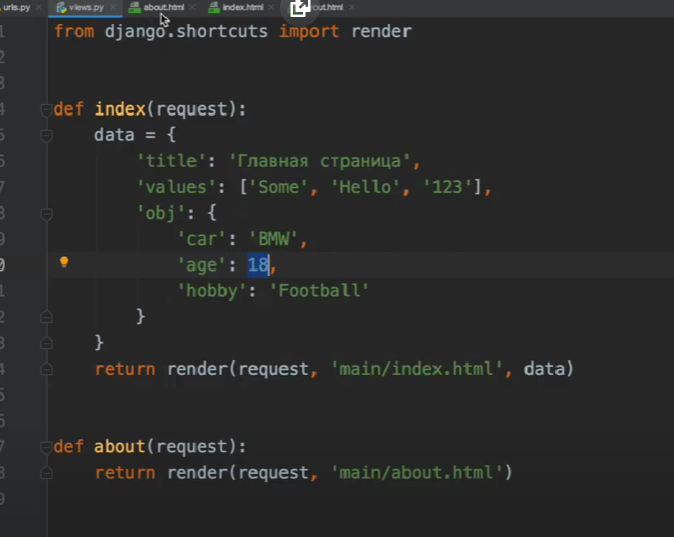 urls.py views.py about.html index.html out.html
1 from django.shortcuts import render
2
3
4 def index(request):
5 data = {
6 'title': 'Главная страница',
7 'values': ['Some', 'Hello', '123'],
8 'obj': {
9 'car': 'BMW',
0 'age': 18,
1 'hobby': 'Football'
2 }
3 }
4 return render(request, 'main/index.html', data)
5
6
7 def about(request):
8 return render(request, 'main/about.html')
9